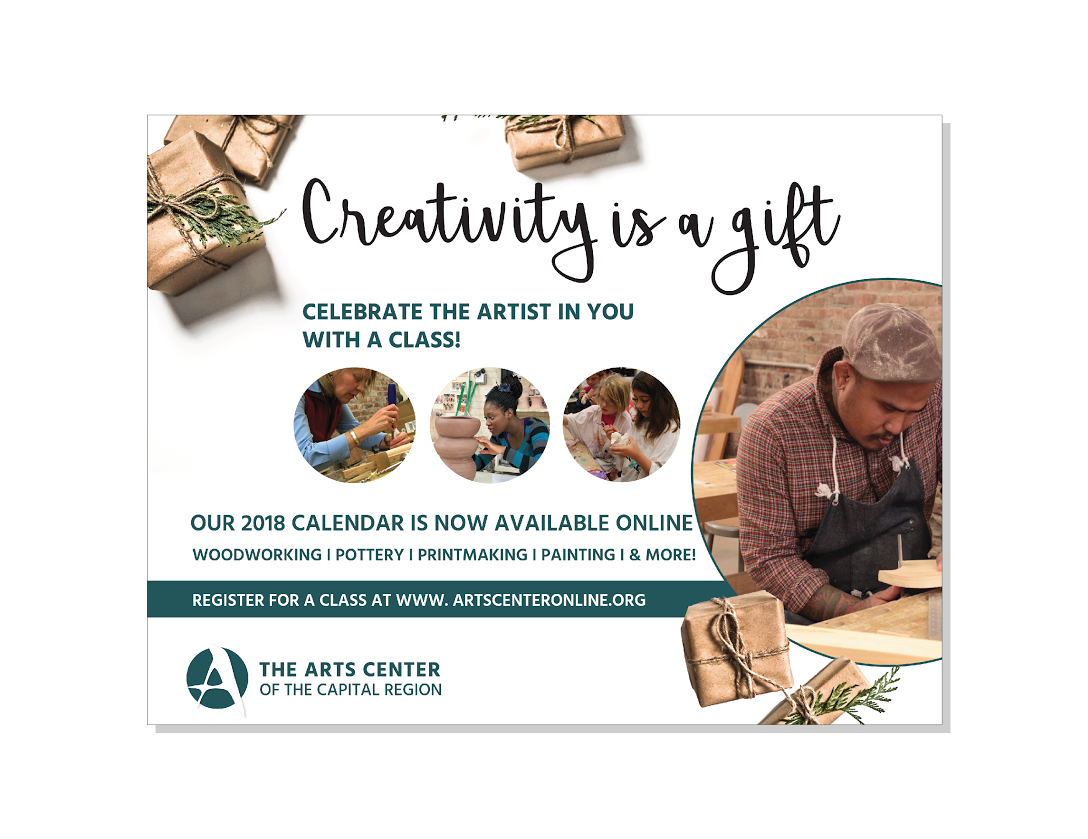 Creativity is a gift
CELEBRATE THE ARTIST IN YOU
WITH A CLASS!
OUR 2018 CALENDAR IS NOW AVAILABLE ONLINE
WOODWORKING | POTTERY | PRINTMAKING | PAINTING | & MORE!
REGISTER FOR A CLASS AT WWW. ARTSCENTERONLINE.ORG
THE ARTS CENTER
OF THE CAPITAL REGION